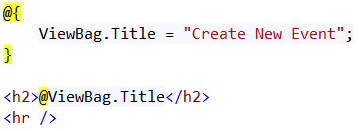 @{
    ViewBag.Title = "Create New Event";
}
<h2>@ViewBag.Title</h2>
<hr />